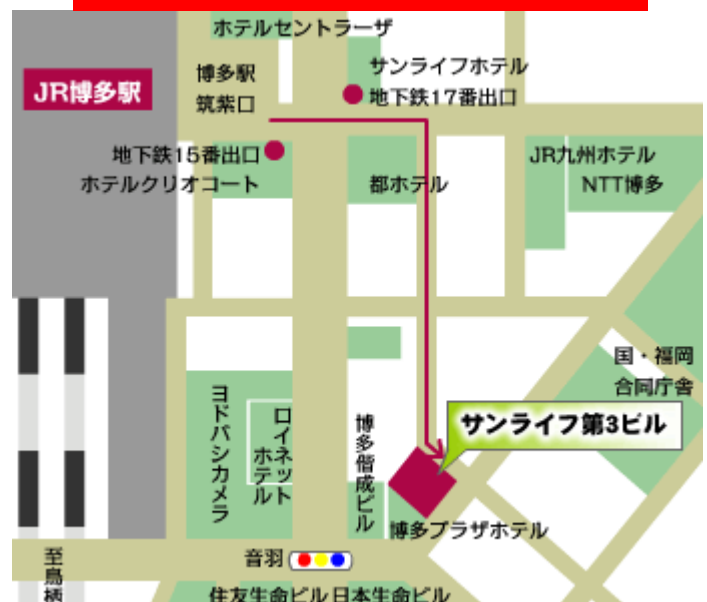 ホテルセントラーザ
JR博多駅
博多駅
筑紫口
サンライフホテル
地下鉄17番出口
地下鉄15番出口
ホテルクリオコート
都ホテル
JR九州ホテル
NTT博多
国・福岡
合同庁舎
サンライフ第3ビル
ヨドバシカメラ
ロイネット
ホテル
博多偕成ビル
博多プラザホテル
音羽
至鳥栖
住友生命ビル
日本生命ビル